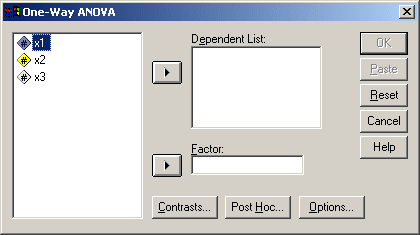 One-Way ANOVA
x1
x2
x3
Dependent List:
Factor:
OK
Paste
Reset
Cancel
Help
Contrasts...
Post Hoc...
Options...